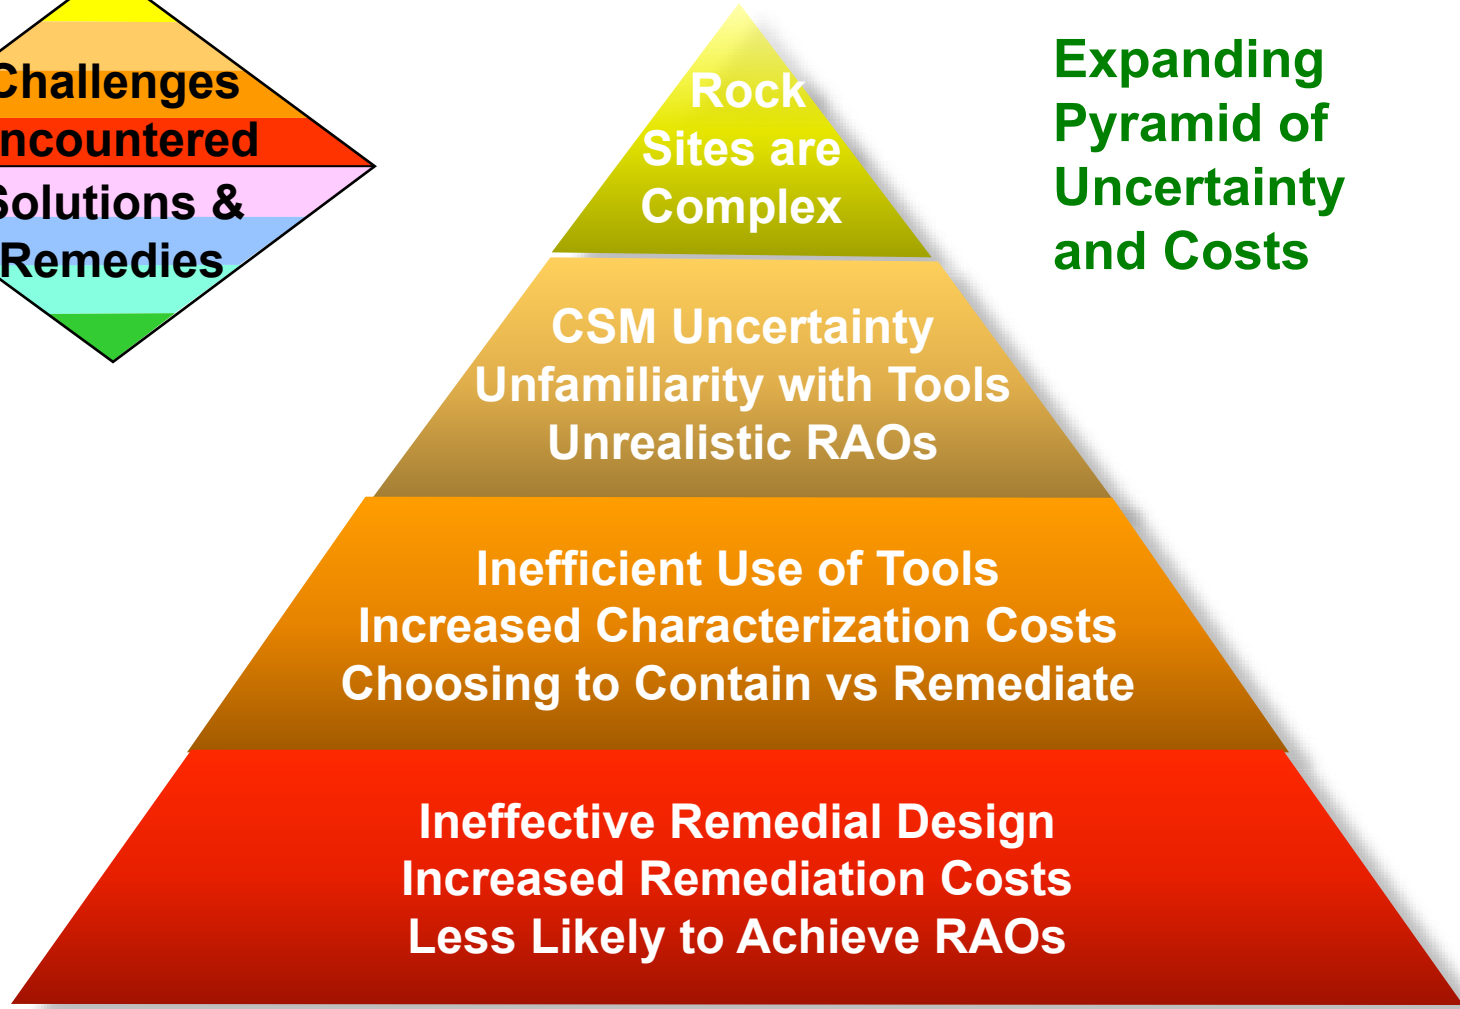 Challenges
ncountered
Solutions &
Remedies
Rock
Sites are
Complex
Expanding
Pyramid of
Uncertainty
and Costs
CSM Uncertainty
Unfamiliarity with Tools
Unrealistic RAOs
Inefficient Use of Tools
Increased Characterization Costs
Choosing to Contain vs Remediate
Ineffective Remedial Design
Increased Remediation Costs
Less Likely to Achieve RAOs